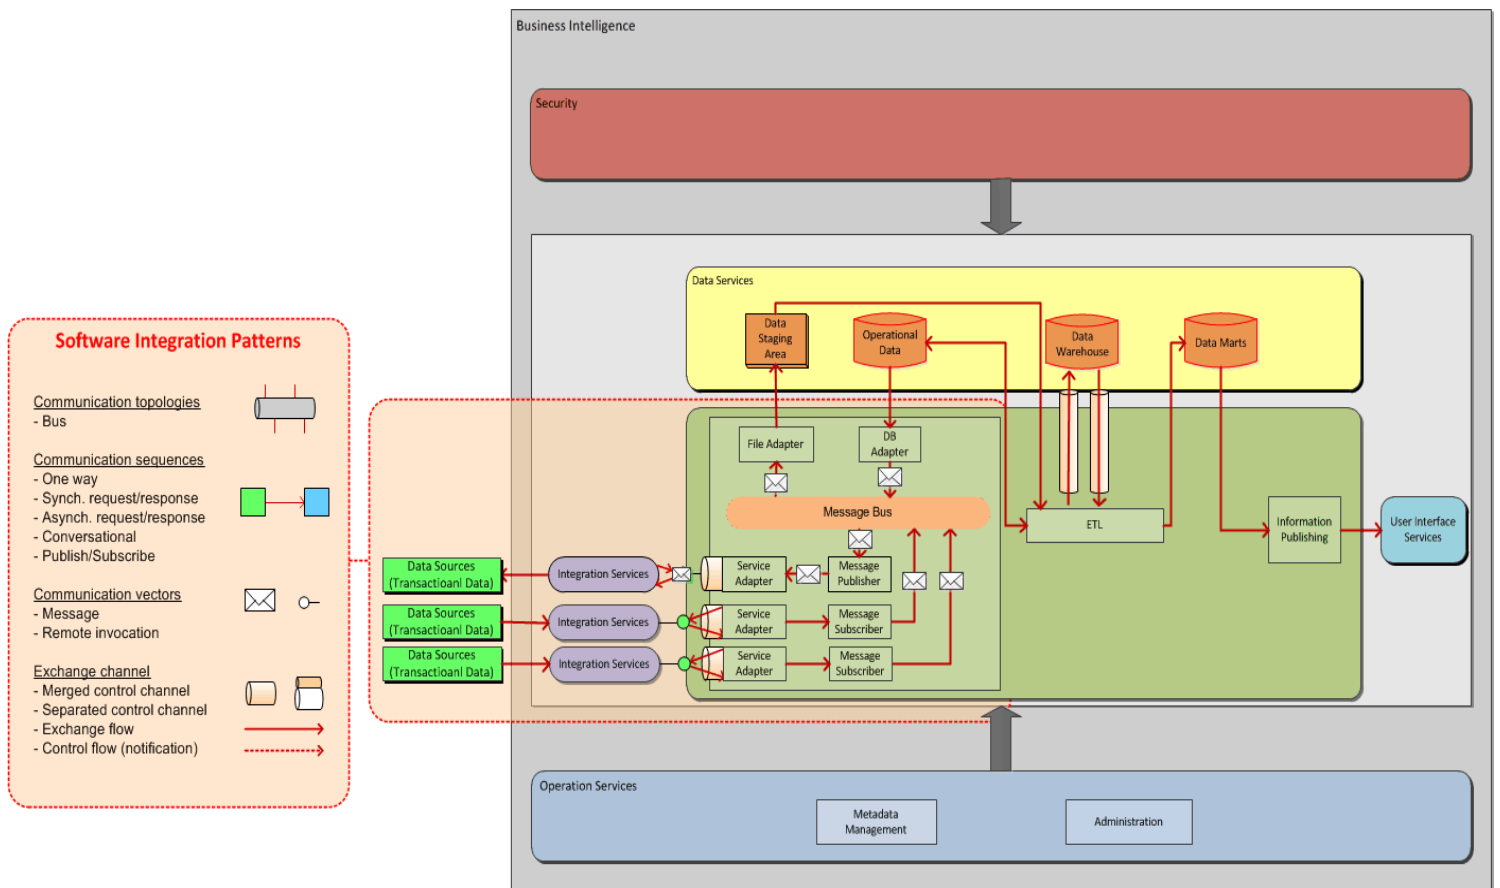 Business Intelligence
Security
Data Services
Data
Staging
Area
Operational
Data
Data
Warehouse
Data Marts
Software Integration Patterns
Communication topologies
- Bus
Communication sequences
- One way
- Synch. request/response
- Asynch. request/response
- Conversational
- Publish/Subscribe
Communication vectors
- Message
- Remote invocation
Exchange channel
- Merged control channel
- Separated control channel
- Exchange flow
- Control flow (notification)
File Adapter
DB
Adapter
Message Bus
ETL
Information
Publishing
User Interface
Services
Data Sources
(Transactioanl Data)
Integration Services
Service
Adapter
Message
Publisher
Data Sources
(Transactioanl Data)
Integration Services
Service
Adapter
Message
Subscriber
Data Sources
(Transactioanl Data)
Integration Services
Service
Adapter
Message
Subscriber
Operation Services
Metadata
Management
Administration